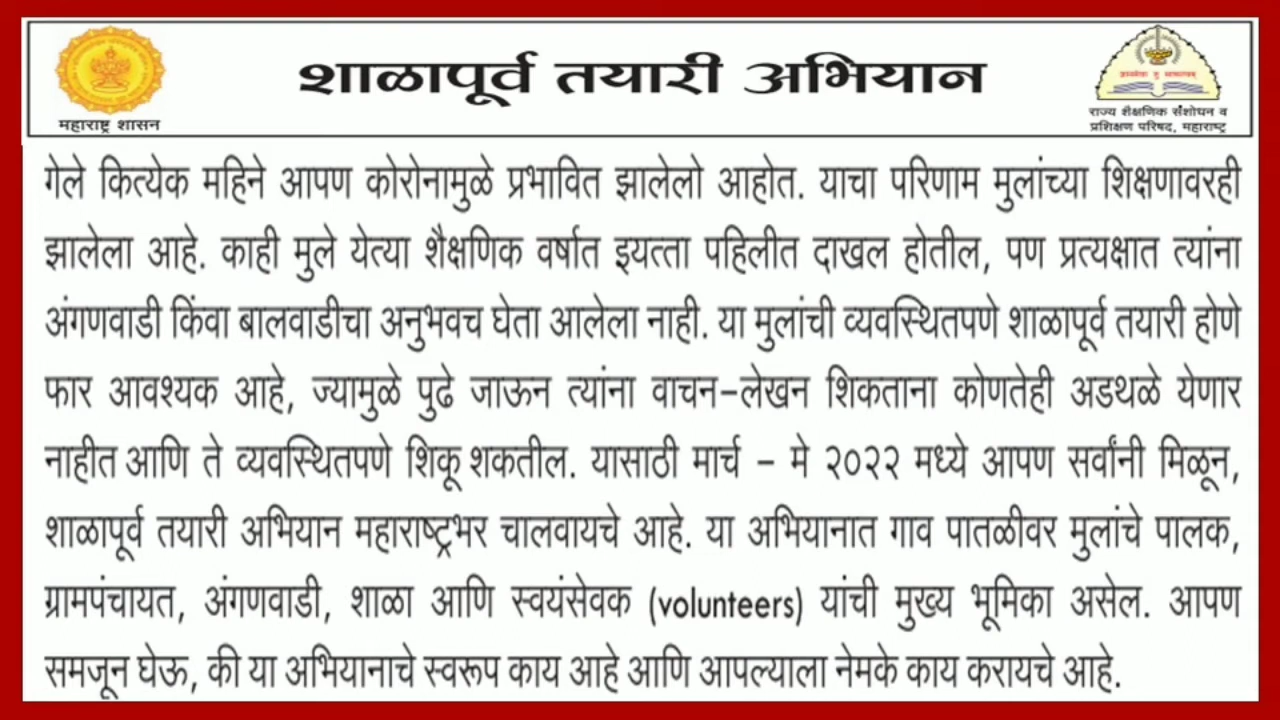 शाळापूर्व तयारी अभियान
महाराष्ट्र शासन
राज्य शैक्षणिक संशोधन व
प्रशिक्षण परिषद, महाराष्ट्र
गेले कित्येक महिने आपण कोरोनामुळे प्रभावित झालेलो आहोत. याचा परिणाम मुलांच्या शिक्षणावरही
झालेला आहे. काही मुले येत्या शैक्षणिक वर्षात इयत्ता पहिलीत दाखल होतील, पण प्रत्यक्षात त्यांना
अंगणवाडी किंवा बालवाडीचा अनुभवच घेता आलेला नाही. या मुलांची व्यवस्थितपणे शाळापूर्व तयारी होणे
फार आवश्यक आहे, ज्यामुळे पुढे जाऊन त्यांना वाचन-लेखन शिकताना कोणतेही अडथळे येणार
नाहीत आणि ते व्यवस्थितपणे शिकू शकतील. यासाठी मार्च - मे २०२२ मध्ये आपण सर्वांनी मिळून,
शाळापूर्व तयारी अभियान महाराष्ट्रभर चालवायचे आहे. या अभियानात गाव पातळीवर मुलांचे पालक,
ग्रामपंचायत, अंगणवाडी, शाळा आणि स्वयंसेवक (volunteers) यांची मुख्य भूमिका असेल. आपण
समजून घेऊ, की या अभियानाचे स्वरूप काय आहे आणि आपल्याला नेमके काय करायचे आहे.